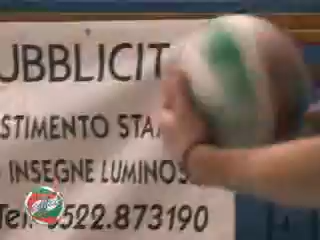 UBBLICIT
STIMENTO STA
INSEGNE LUMINOS
Tel. 0522.873190